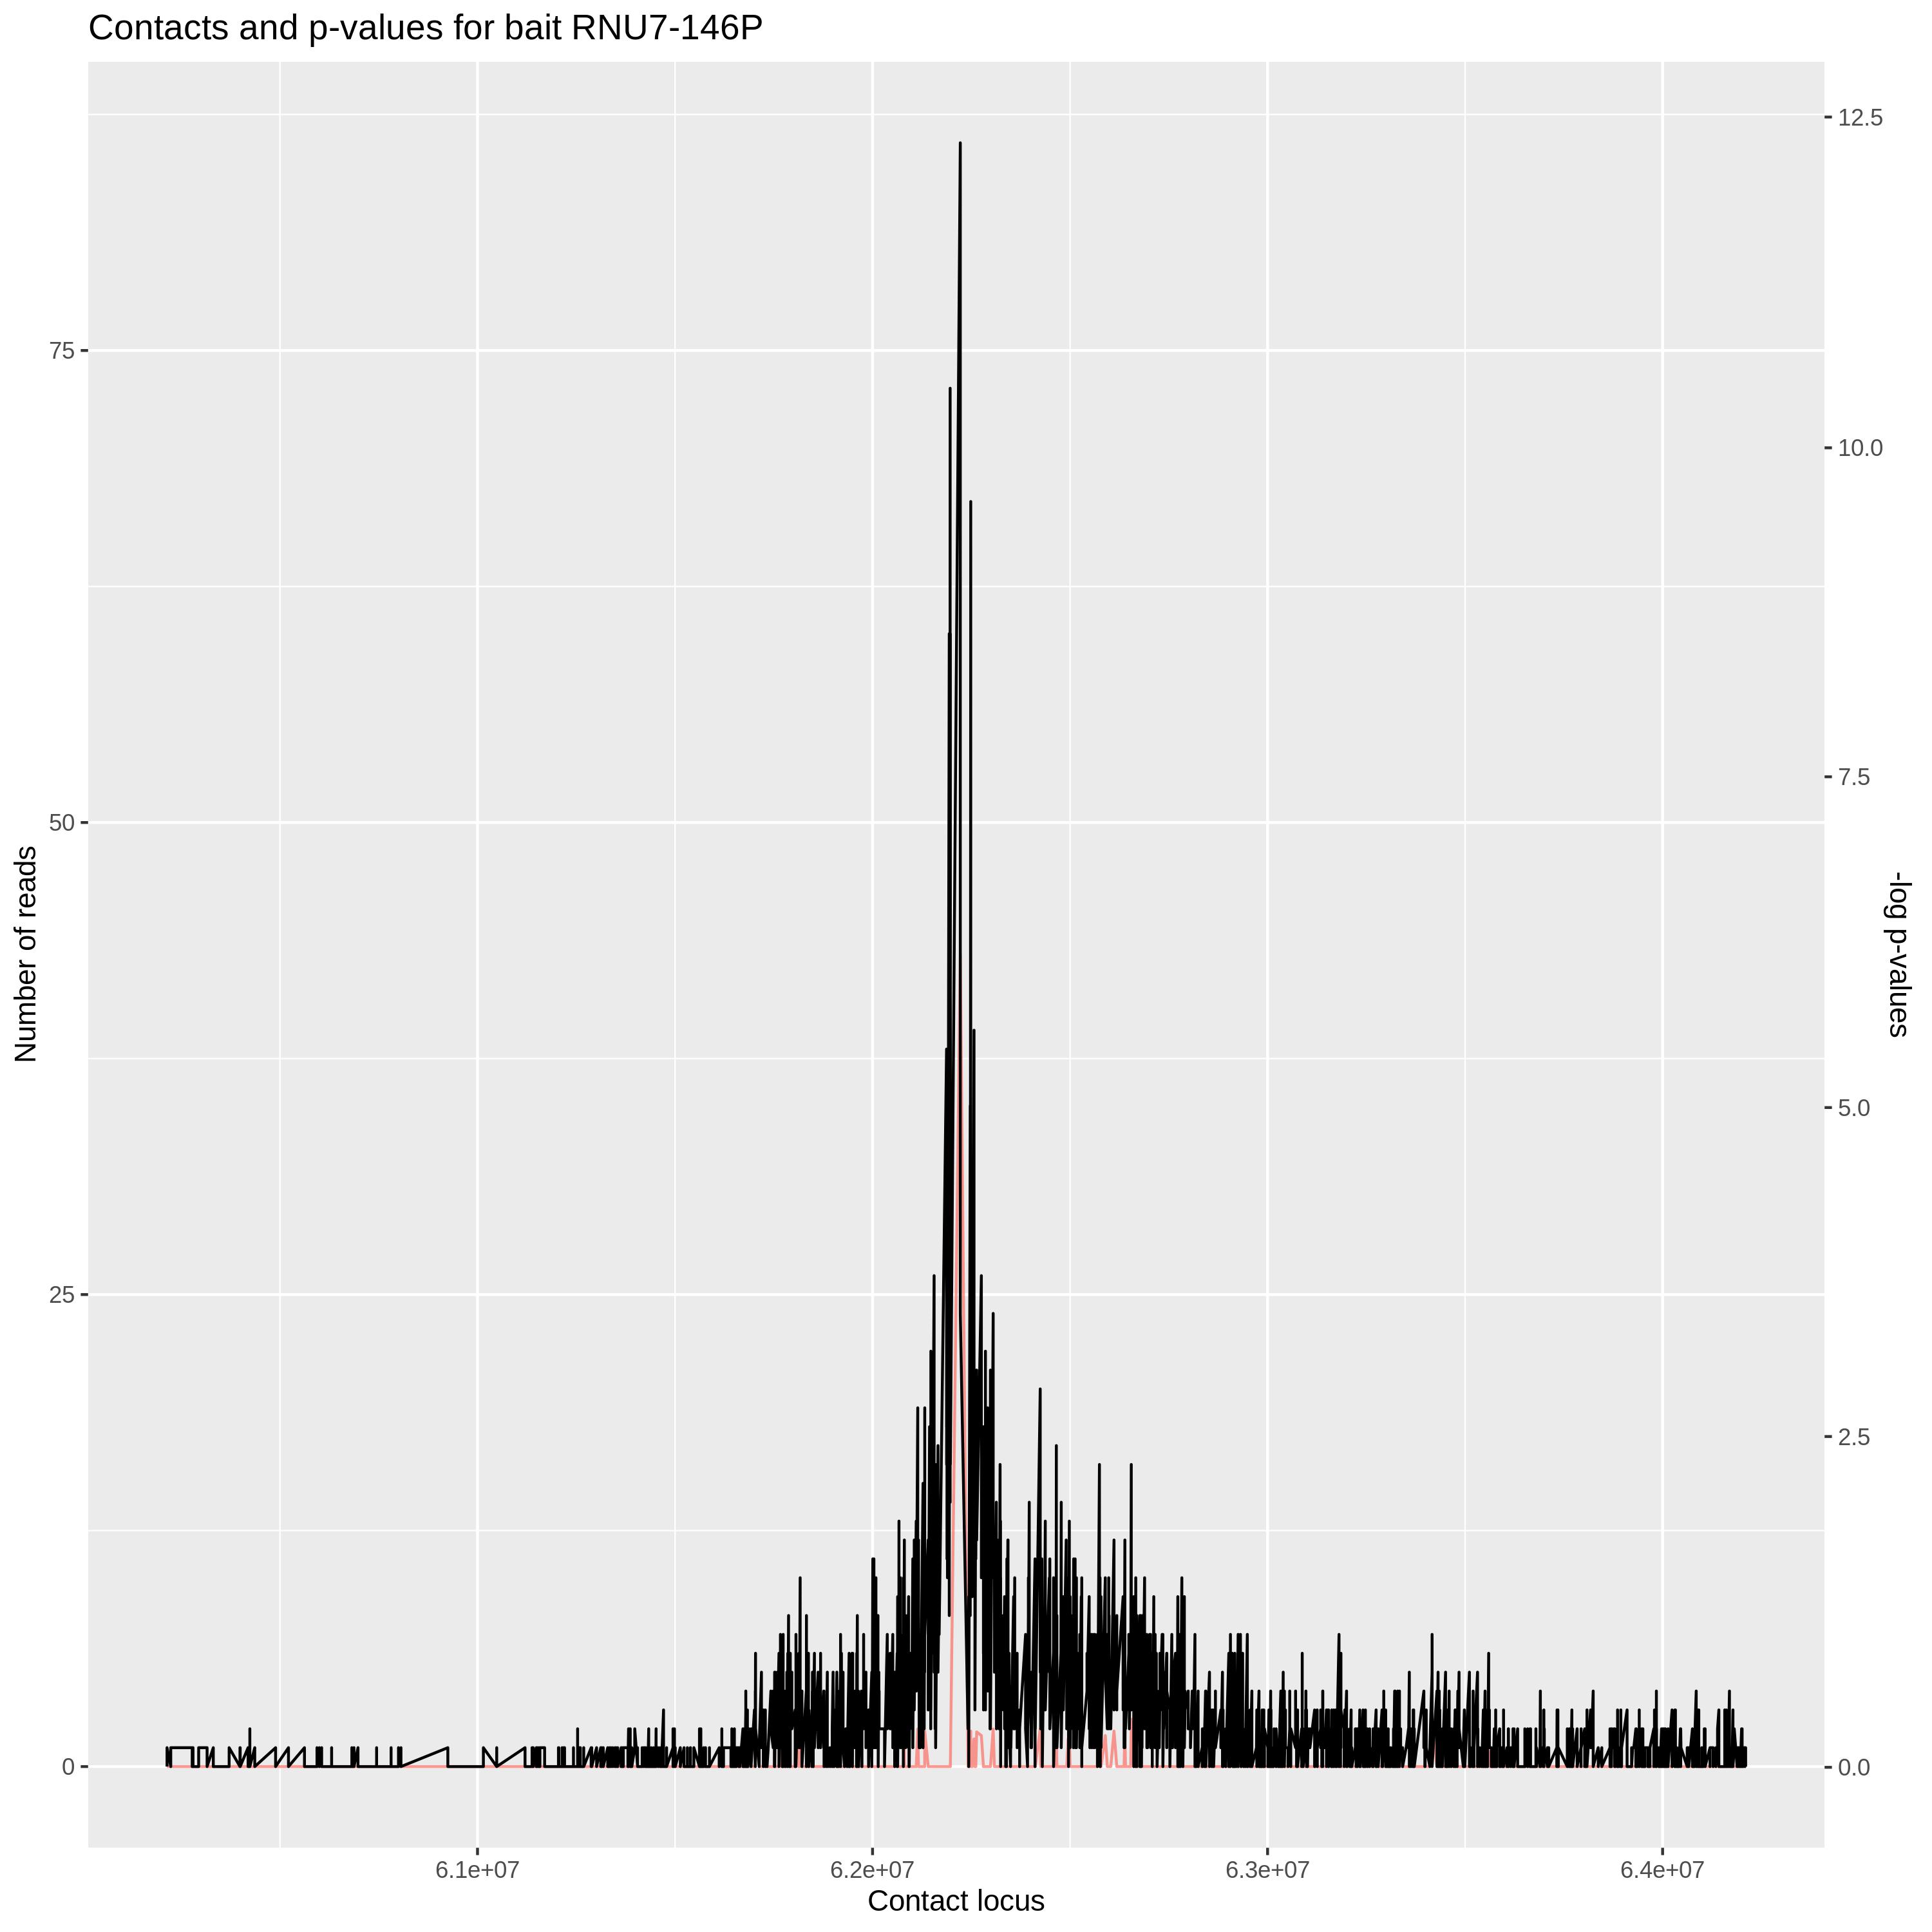 Contacts and p-values for bait RNU7-146P
12.5
75
10.0
7.5
50
Number of reads
-log p-values
5.0
25
2.5
0
0.0
6.1e+07
6.2e+07
6.3e+07
6.4e+07
Contact locus